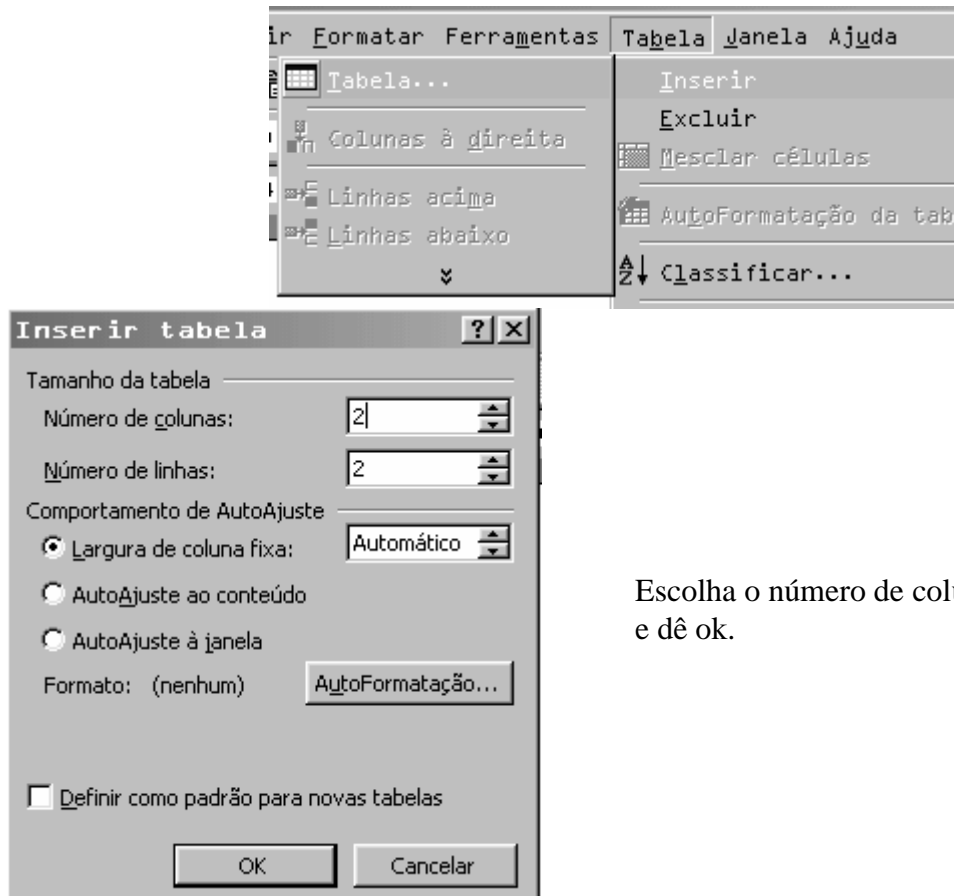 ir Formatar Ferramentas Tabela Janela Ajuda
Tabela...
Colunas à direita
Linhas acima
Linhas abaixo
Inserir
Excluir
Mesclar células
AutoFormatação da tab
Classificar...
Inserir tabela
Tamanho da tabela
Número de colunas: 2
Número de linhas: 2
Comportamento de AutoAjuste
Largura de coluna fixa: Automático
AutoAjuste ao conteúdo
AutoAjuste à janela
Formato: (nenhum) AutoFormatação...
Definir como padrão para novas tabelas
OK Cancelar
Escolha o número de colu
e dê ok.